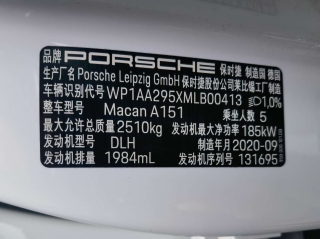 品牌 PORSCHE 保时捷 制造国 德国
生产厂名 Porsche Leipzig GmbH 保时捷股份公司莱比锡工厂制造
车辆识别代号 WP1AA295XMLB00413 1,0%
整车型号 Macan A151 乘坐人数 5
最大允许总质量 2510kg 发动机最大净功率 185kW
发动机型号 DLH 制造年月 2020-09
发动机排量 1984mL 发动机序列号 131695